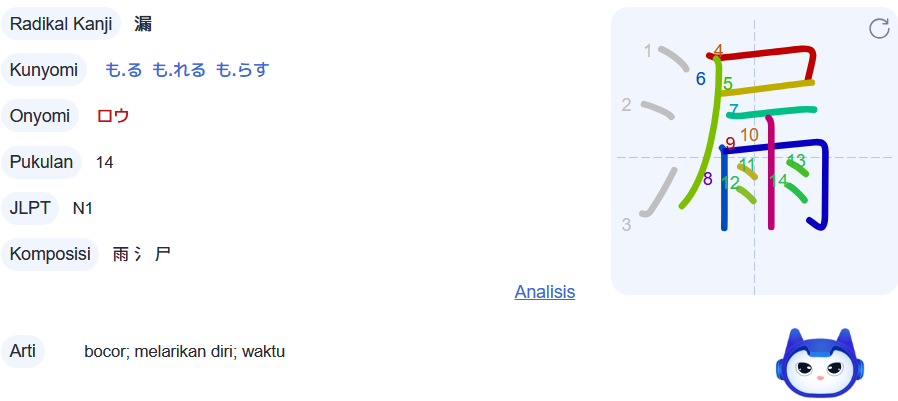 Radikal Kanji 漏
Kunyomi も.る も.れる も.らす
Onyomi ロウ
Pukulan 14
JLPT N1
Komposisi 雨 氵 尸
Analisis
Arti bocor; melarikan diri; waktu
1
4
6
5
2
7
10
9
11
13
8
12
14
3